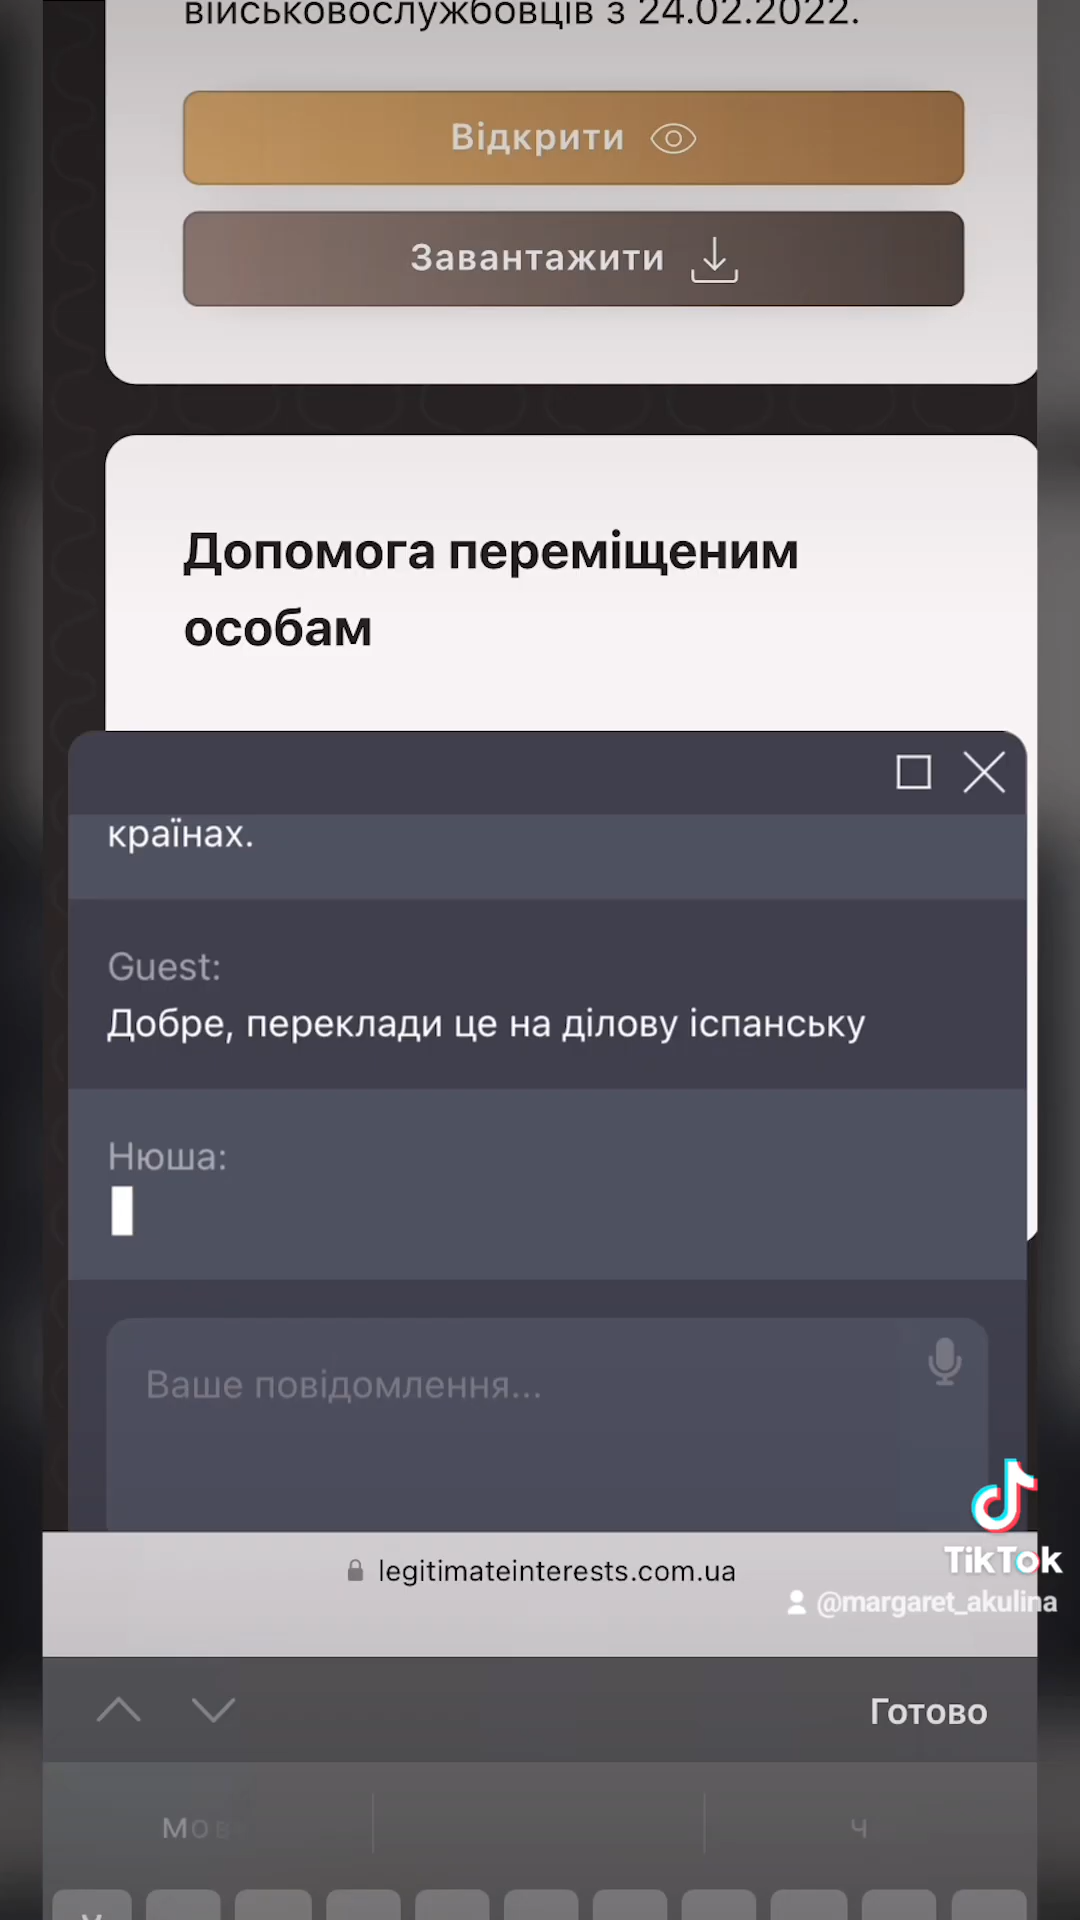 військовослужбовців з 24.02.2022.
Відкрити
Завантажити
Допомога переміщеним
особам
країнах.
Guest:
Добре, переклади це на ділову іспанську
Нюша:
Ваше повідомлення...
legitimateinterests.com.ua
TikTok
@margaret_akulina
Готово
ч